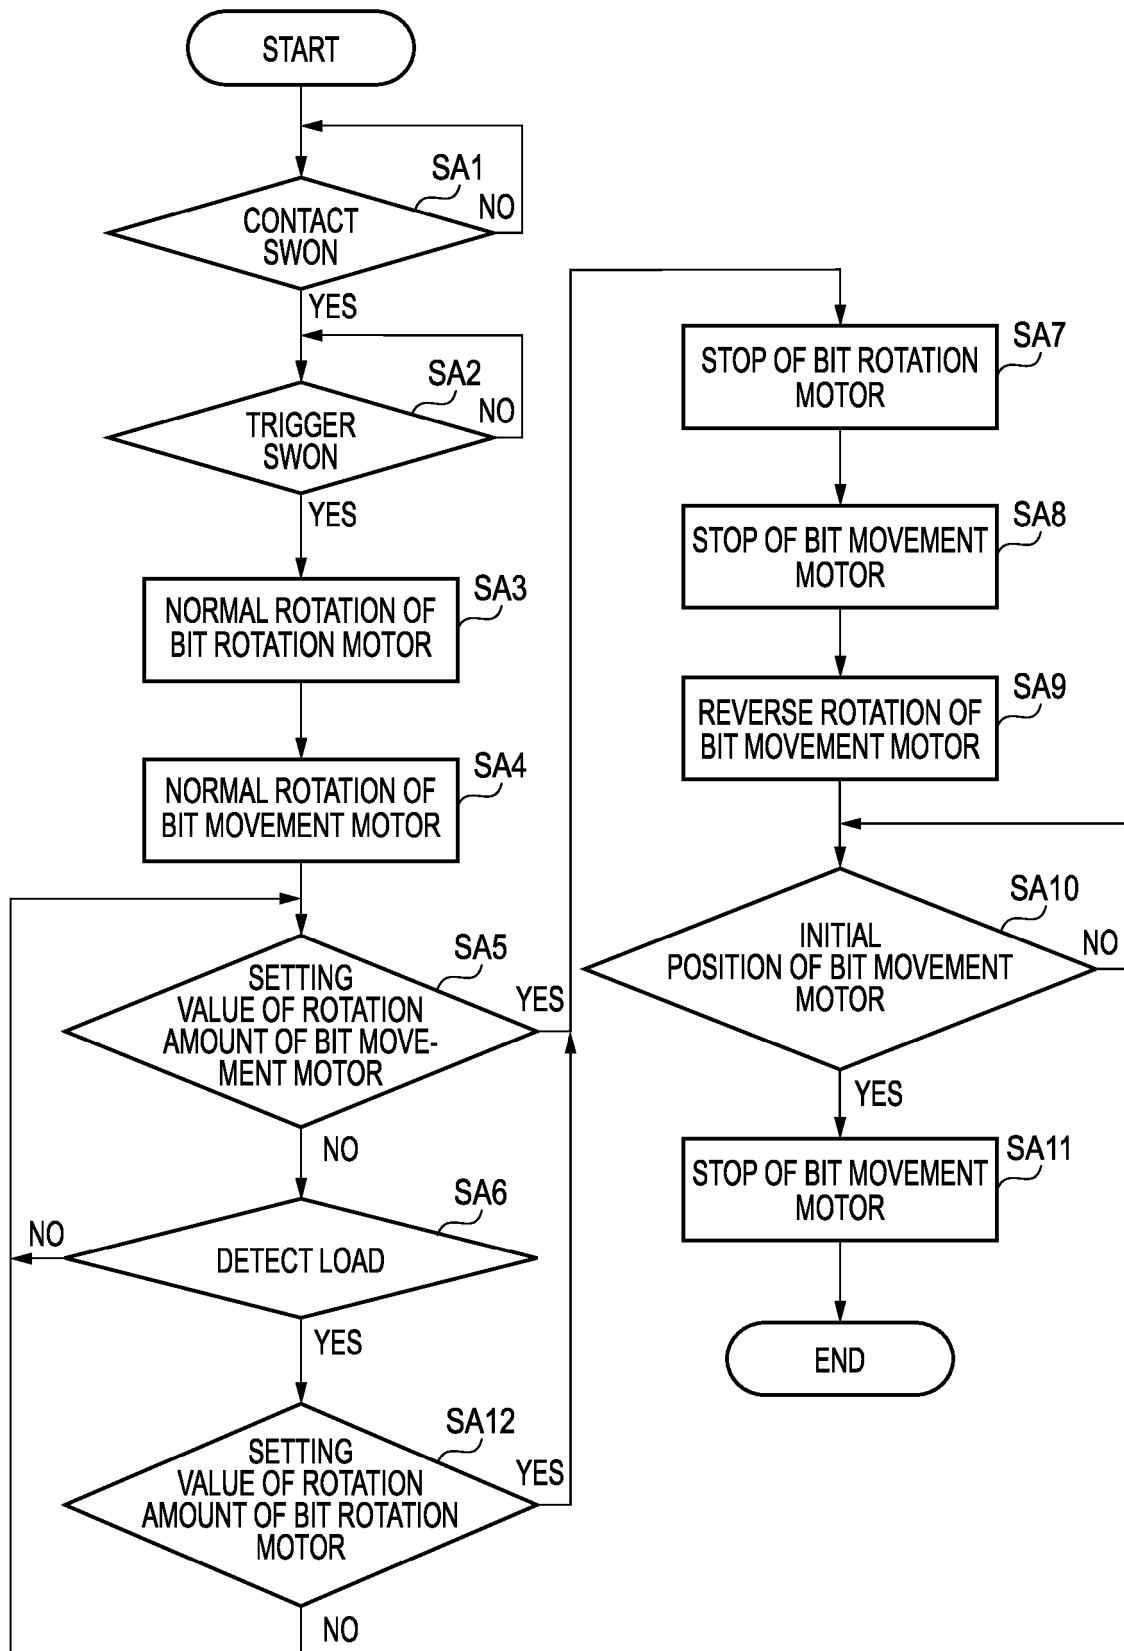 START
SA1
CONTACT
SWON
NO
YES
SA2
TRIGGER
SWON
NO
YES
SA3
NORMAL ROTATION OF
BIT ROTATION MOTOR
SA4
NORMAL ROTATION OF
BIT MOVEMENT MOTOR
SA5
SETTING
VALUE OF ROTATION
AMOUNT OF BIT MOVE-
MENT MOTOR
YES
NO
SA6
DETECT LOAD
NO
YES
SA12
SETTING
VALUE OF ROTATION
AMOUNT OF BIT ROTATION
MOTOR
YES
NO
SA7
STOP OF BIT ROTATION
MOTOR
SA8
STOP OF BIT MOVEMENT
MOTOR
SA9
REVERSE ROTATION OF
BIT MOVEMENT MOTOR
SA10
INITIAL
POSITION OF BIT MOVEMENT
MOTOR
NO
YES
SA11
STOP OF BIT MOVEMENT
MOTOR
END